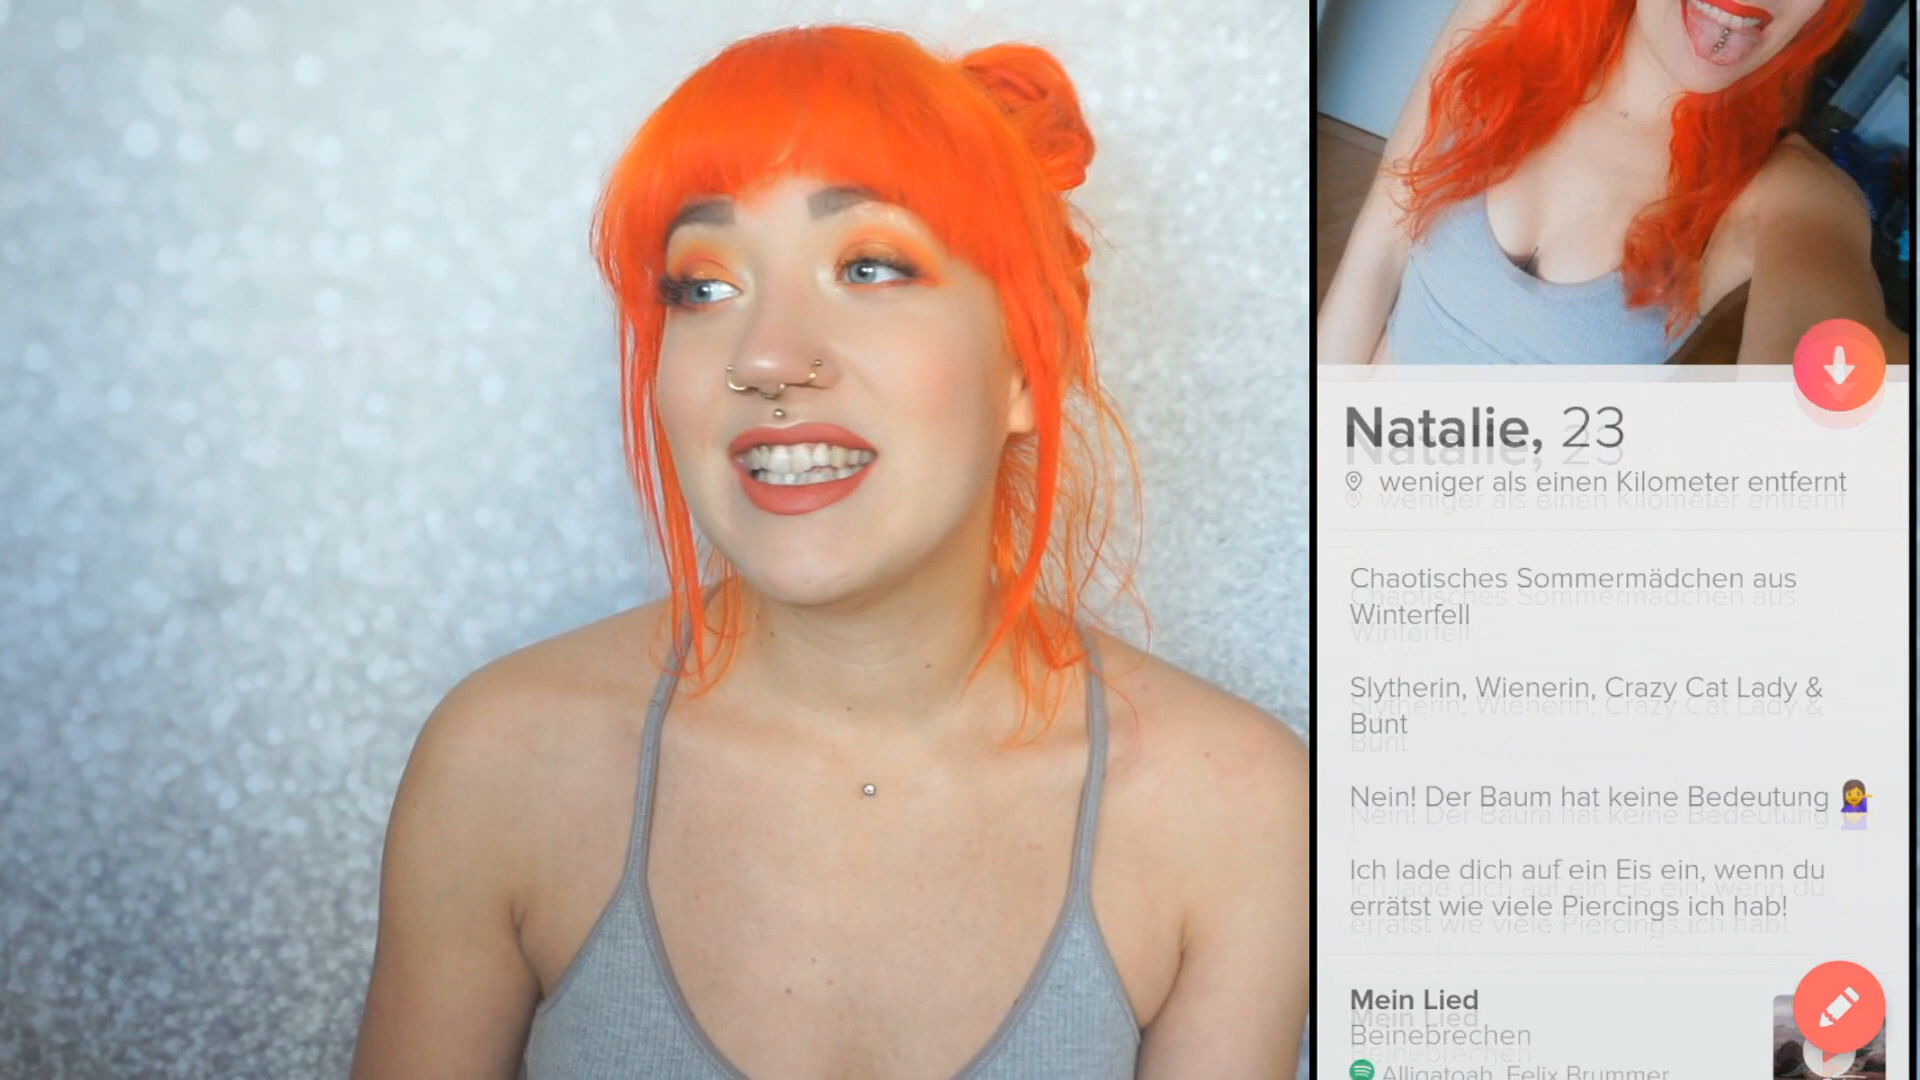 Natalie, 23
weniger als einen Kilometer entfernt
Chaotisches Sommermädchen aus
Winterfell
Slytherin, Wienerin, Crazy Cat Lady &
Bunt
Nein! Der Baum hat keine Bedeutung 💁‍♀️
Ich lade dich auf ein Eis ein, wenn du
errätst wie viele Piercings ich hab!
Mein Lied
Beinebrechen
Alligatoah, Felix Brummer